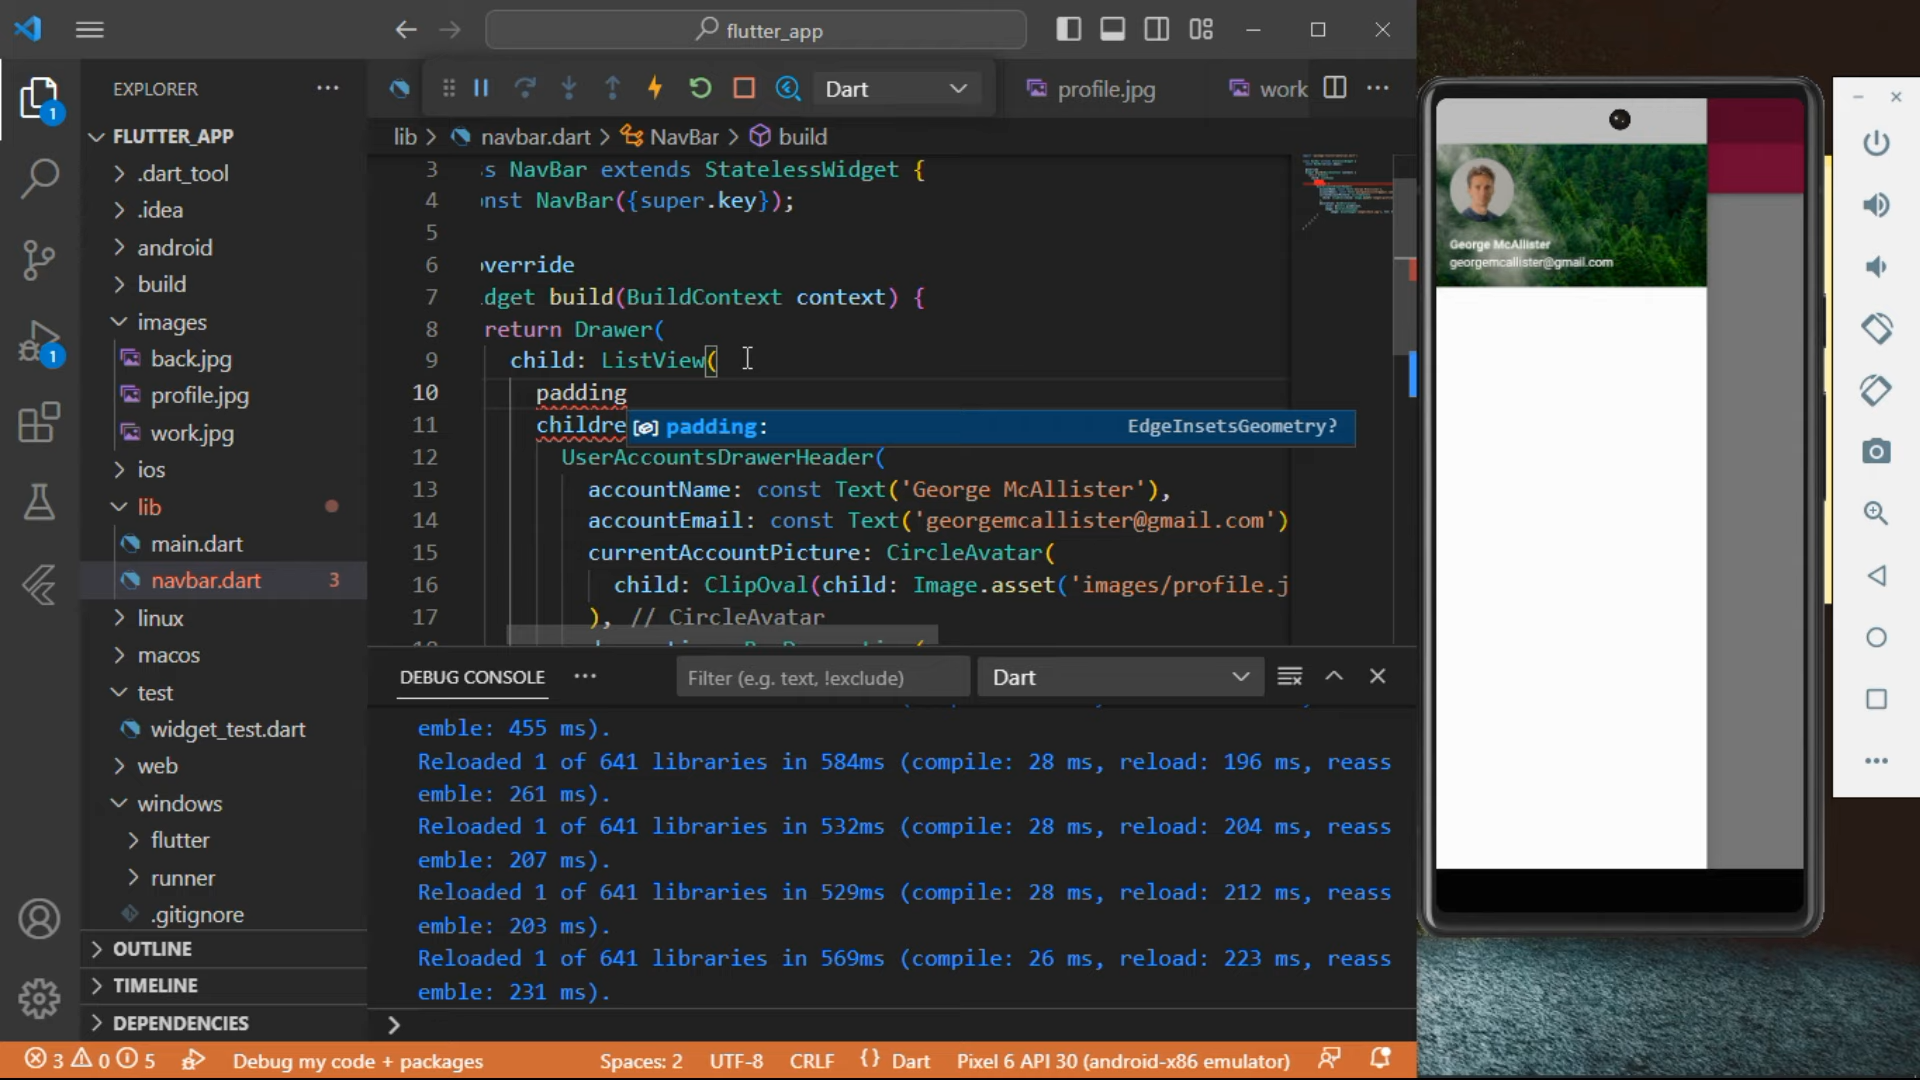 flutter_app
EXPLORER
Dart
profile.jpg
work
FLUTTER_APP
lib > navbar.dart > NavBar > build
.dart_tool
.idea
android
build
images
back.jpg
profile.jpg
work.jpg
ios
lib
main.dart
navbar.dart 3
linux
macos
test
widget_test.dart
web
windows
flutter
runner
.gitignore
OUTLINE
TIMELINE
DEPENDENCIES
1
1
3 s NavBar extends StatelessWidget {
4 nst NavBar({super.key});
5
6 verride
7 dget build(BuildContext context) {
8 return Drawer(
9 child: ListView(
10 padding
11 childre
padding: EdgeInsetsGeometry?
12 UserAccountsDrawerHeader(
13 accountName: const Text('George McAllister'),
14 accountEmail: const Text('georgemcallister@gmail.com')
15 currentAccountPicture: CircleAvatar(
16 child: ClipOval(child: Image.asset('images/profile.j
17 ), // CircleAvatar
DEBUG CONSOLE
Filter (e.g. text, !exclude)
Dart
emble: 455 ms).
Reloaded 1 of 641 libraries in 584ms (compile: 28 ms, reload: 196 ms, reass
emble: 261 ms).
Reloaded 1 of 641 libraries in 532ms (compile: 28 ms, reload: 204 ms, reass
emble: 207 ms).
Reloaded 1 of 641 libraries in 529ms (compile: 28 ms, reload: 212 ms, reass
emble: 203 ms).
Reloaded 1 of 641 libraries in 569ms (compile: 26 ms, reload: 223 ms, reass
emble: 231 ms).
3 0 5 Debug my code + packages Spaces: 2 UTF-8 CRLF {} Dart Pixel 6 API 30 (android-x86 emulator)
George McAllister
georgemcallister@gmail.com